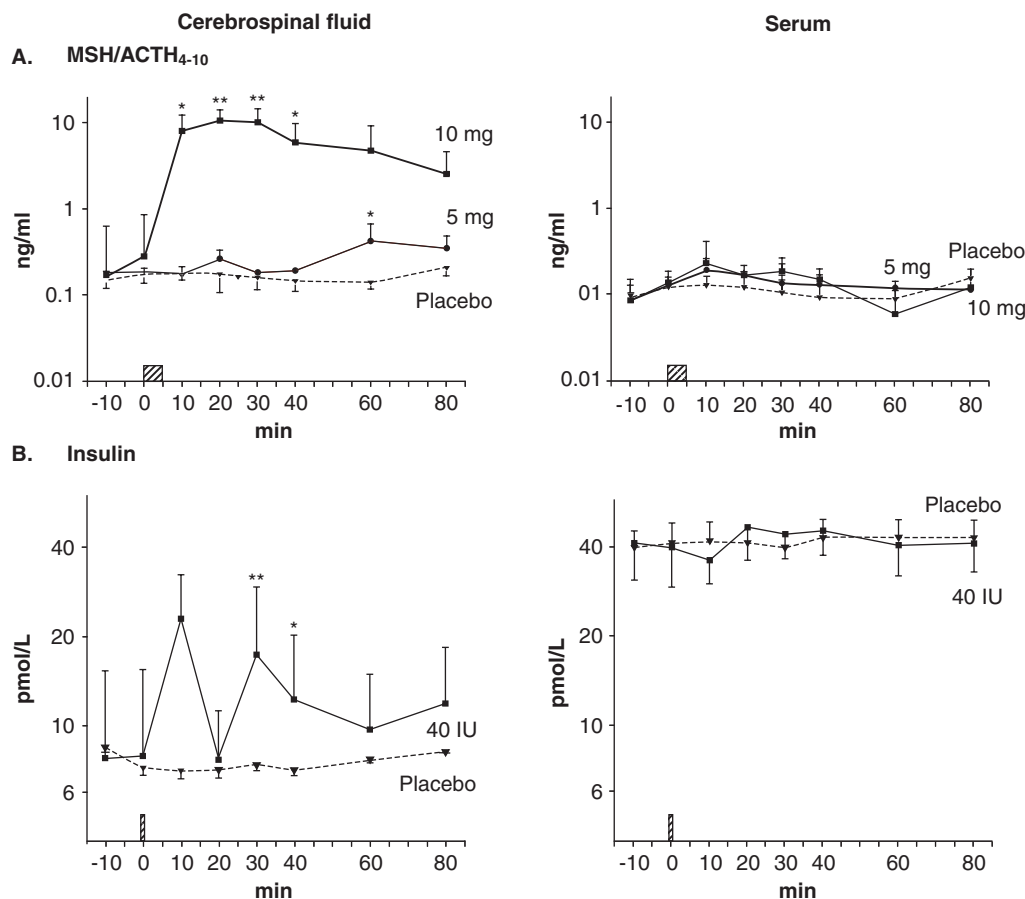 Cerebrospinal fluid
Serum
A. MSH/ACTH4-10
ng/ml
10
1
0.1
0.01
* ** ** *
*
10 mg
5 mg
Placebo
-10 0 10 20 30 40 60 80
min
ng/ml
10
1
01
0.01
Placebo
5 mg
10 mg
-10 0 10 20 30 40 60 80
min
B. Insulin
pmol/L
40
20
10
6
**
*
40 IU
Placebo
-10 0 10 20 30 40 60 80
min
pmol/L
40
20
10
6
Placebo
40 IU
-10 0 10 20 30 40 60 80
min